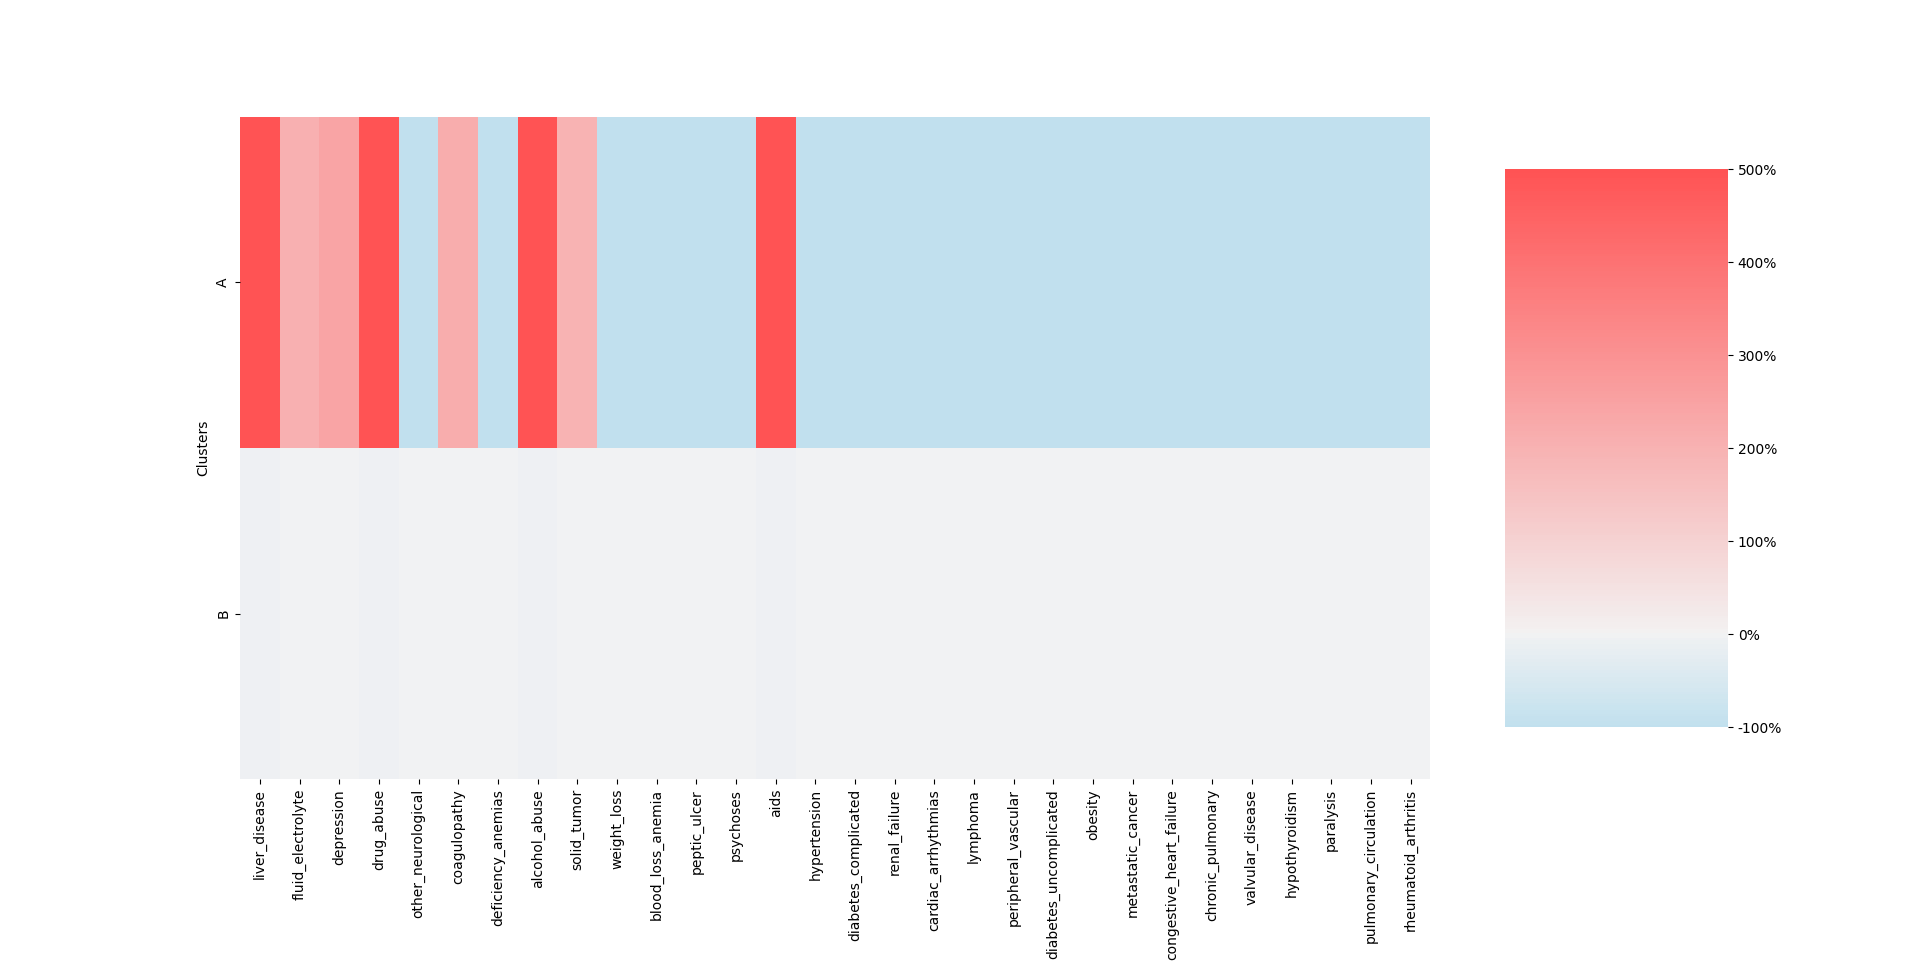 Clusters
A
B
liver_disease
fluid_electrolyte
depression
drug_abuse
other_neurological
coagulopathy
deficiency_anemias
alcohol_abuse
solid_tumor
weight_loss
blood_loss_anemia
peptic_ulcer
psychoses
aids
hypertension
diabetes_complicated
renal_failure
cardiac_arrhythmias
lymphoma
peripheral_vascular
diabetes_uncomplicated
obesity
metastatic_cancer
congestive_heart_failure
chronic_pulmonary
valvular_disease
hypothyroidism
paralysis
pulmonary_circulation
rheumatoid_arthritis
500%
400%
300%
200%
100%
0%
-100%